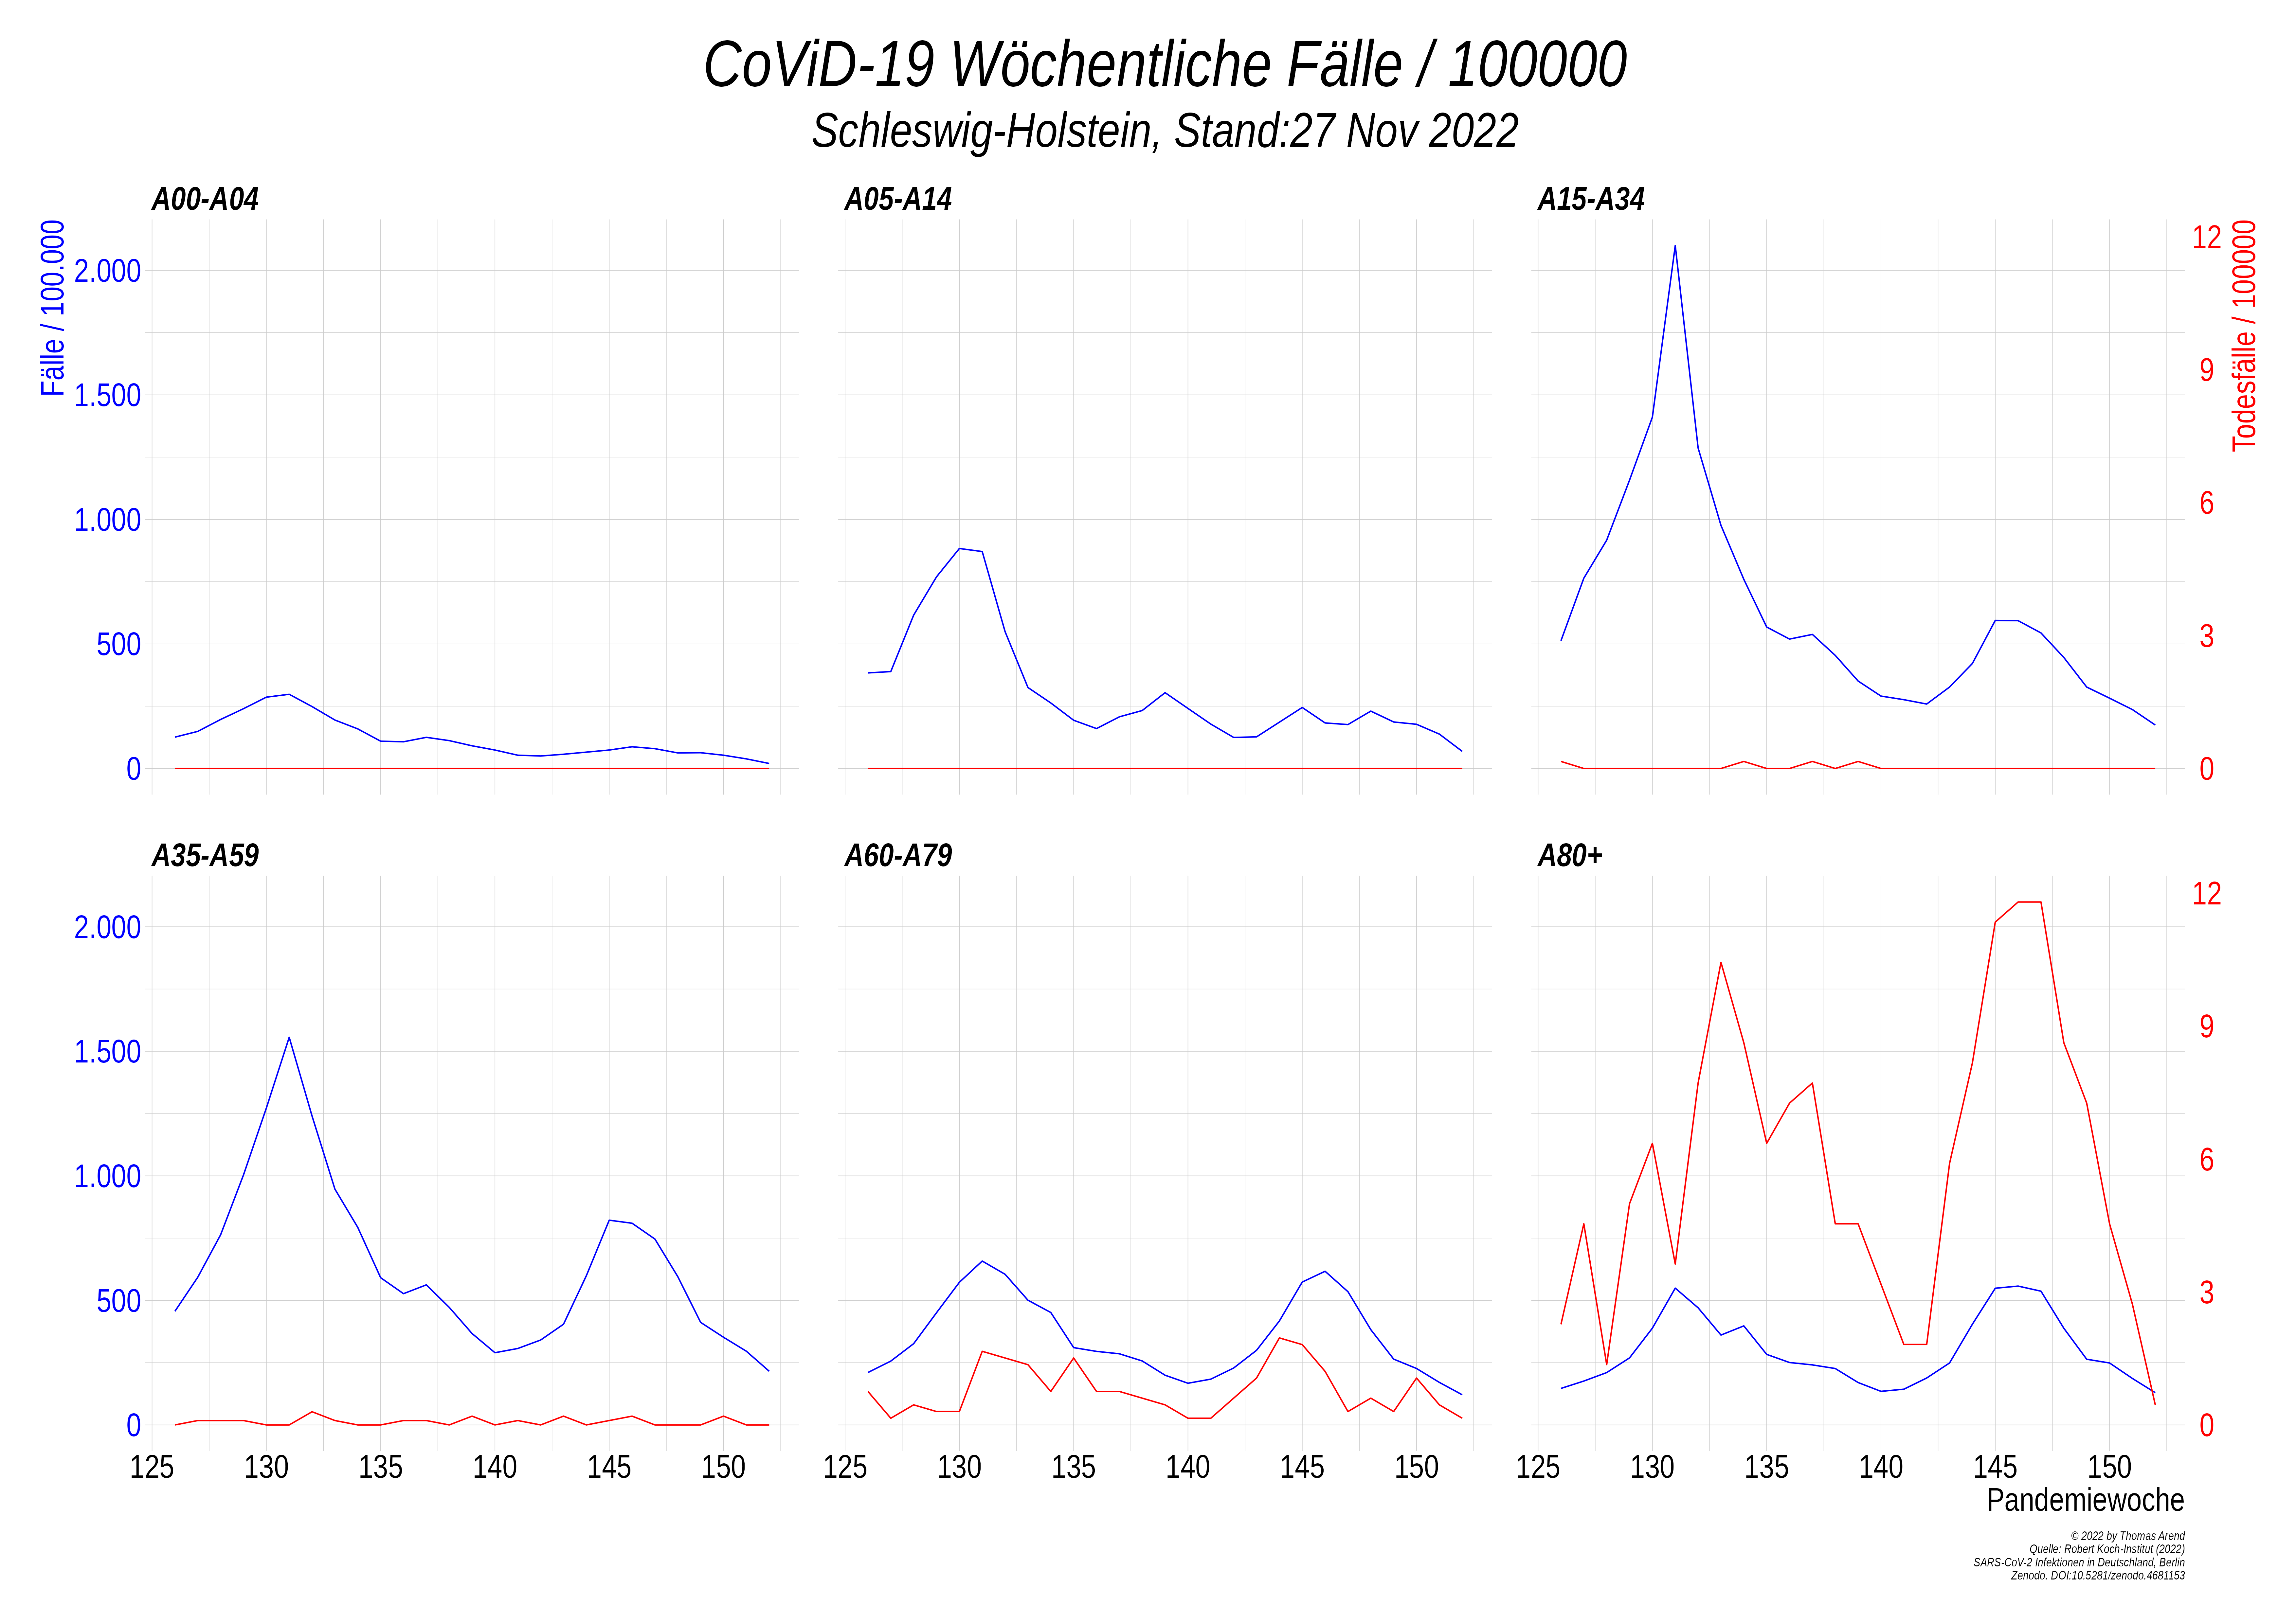 CoViD-19 Wöchentliche Fälle / 100000
Schleswig-Holstein, Stand:27 Nov 2022
A00-A04
A05-A14
A15-A34
Fälle / 100.000
2.000
1.500
1.000
500
0
12
9
6
3
0
Todesfälle / 100000
A35-A59
A60-A79
A80+
2.000
1.500
1.000
500
0
12
9
6
3
0
125 130 135 140 145 150
125 130 135 140 145 150
125 130 135 140 145 150
Pandemiewoche
© 2022 by Thomas Arend
Quelle: Robert Koch-Institut (2022)
SARS-CoV-2 Infektionen in Deutschland, Berlin
Zenodo. DOI:10.5281/zenodo.4681153